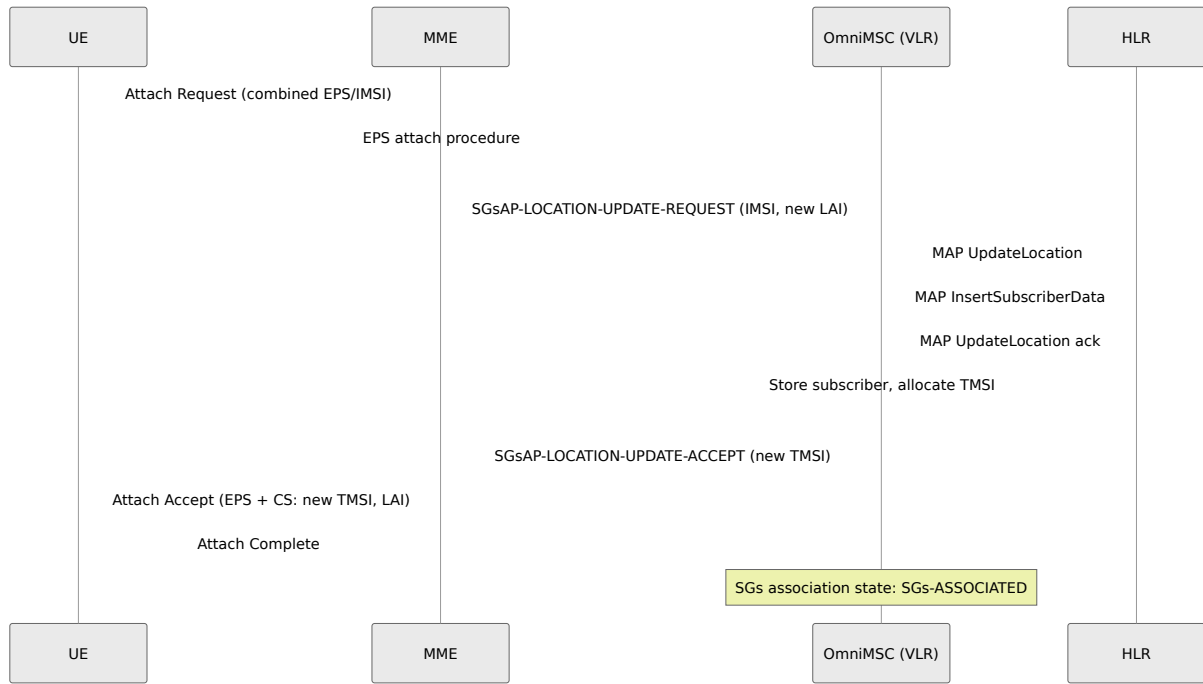 UE
MME
OmniMSC (VLR)
HLR
Attach Request (combined EPS/IMSI)
EPS attach procedure
SGsAP-LOCATION-UPDATE-REQUEST (IMSI, new LAI)
MAP UpdateLocation
MAP InsertSubscriberData
MAP UpdateLocation ack
Store subscriber, allocate TMSI
SGsAP-LOCATION-UPDATE-ACCEPT (new TMSI)
Attach Accept (EPS + CS: new TMSI, LAI)
Attach Complete
SGs association state: SGs-ASSOCIATED
UE
MME
OmniMSC (VLR)
HLR